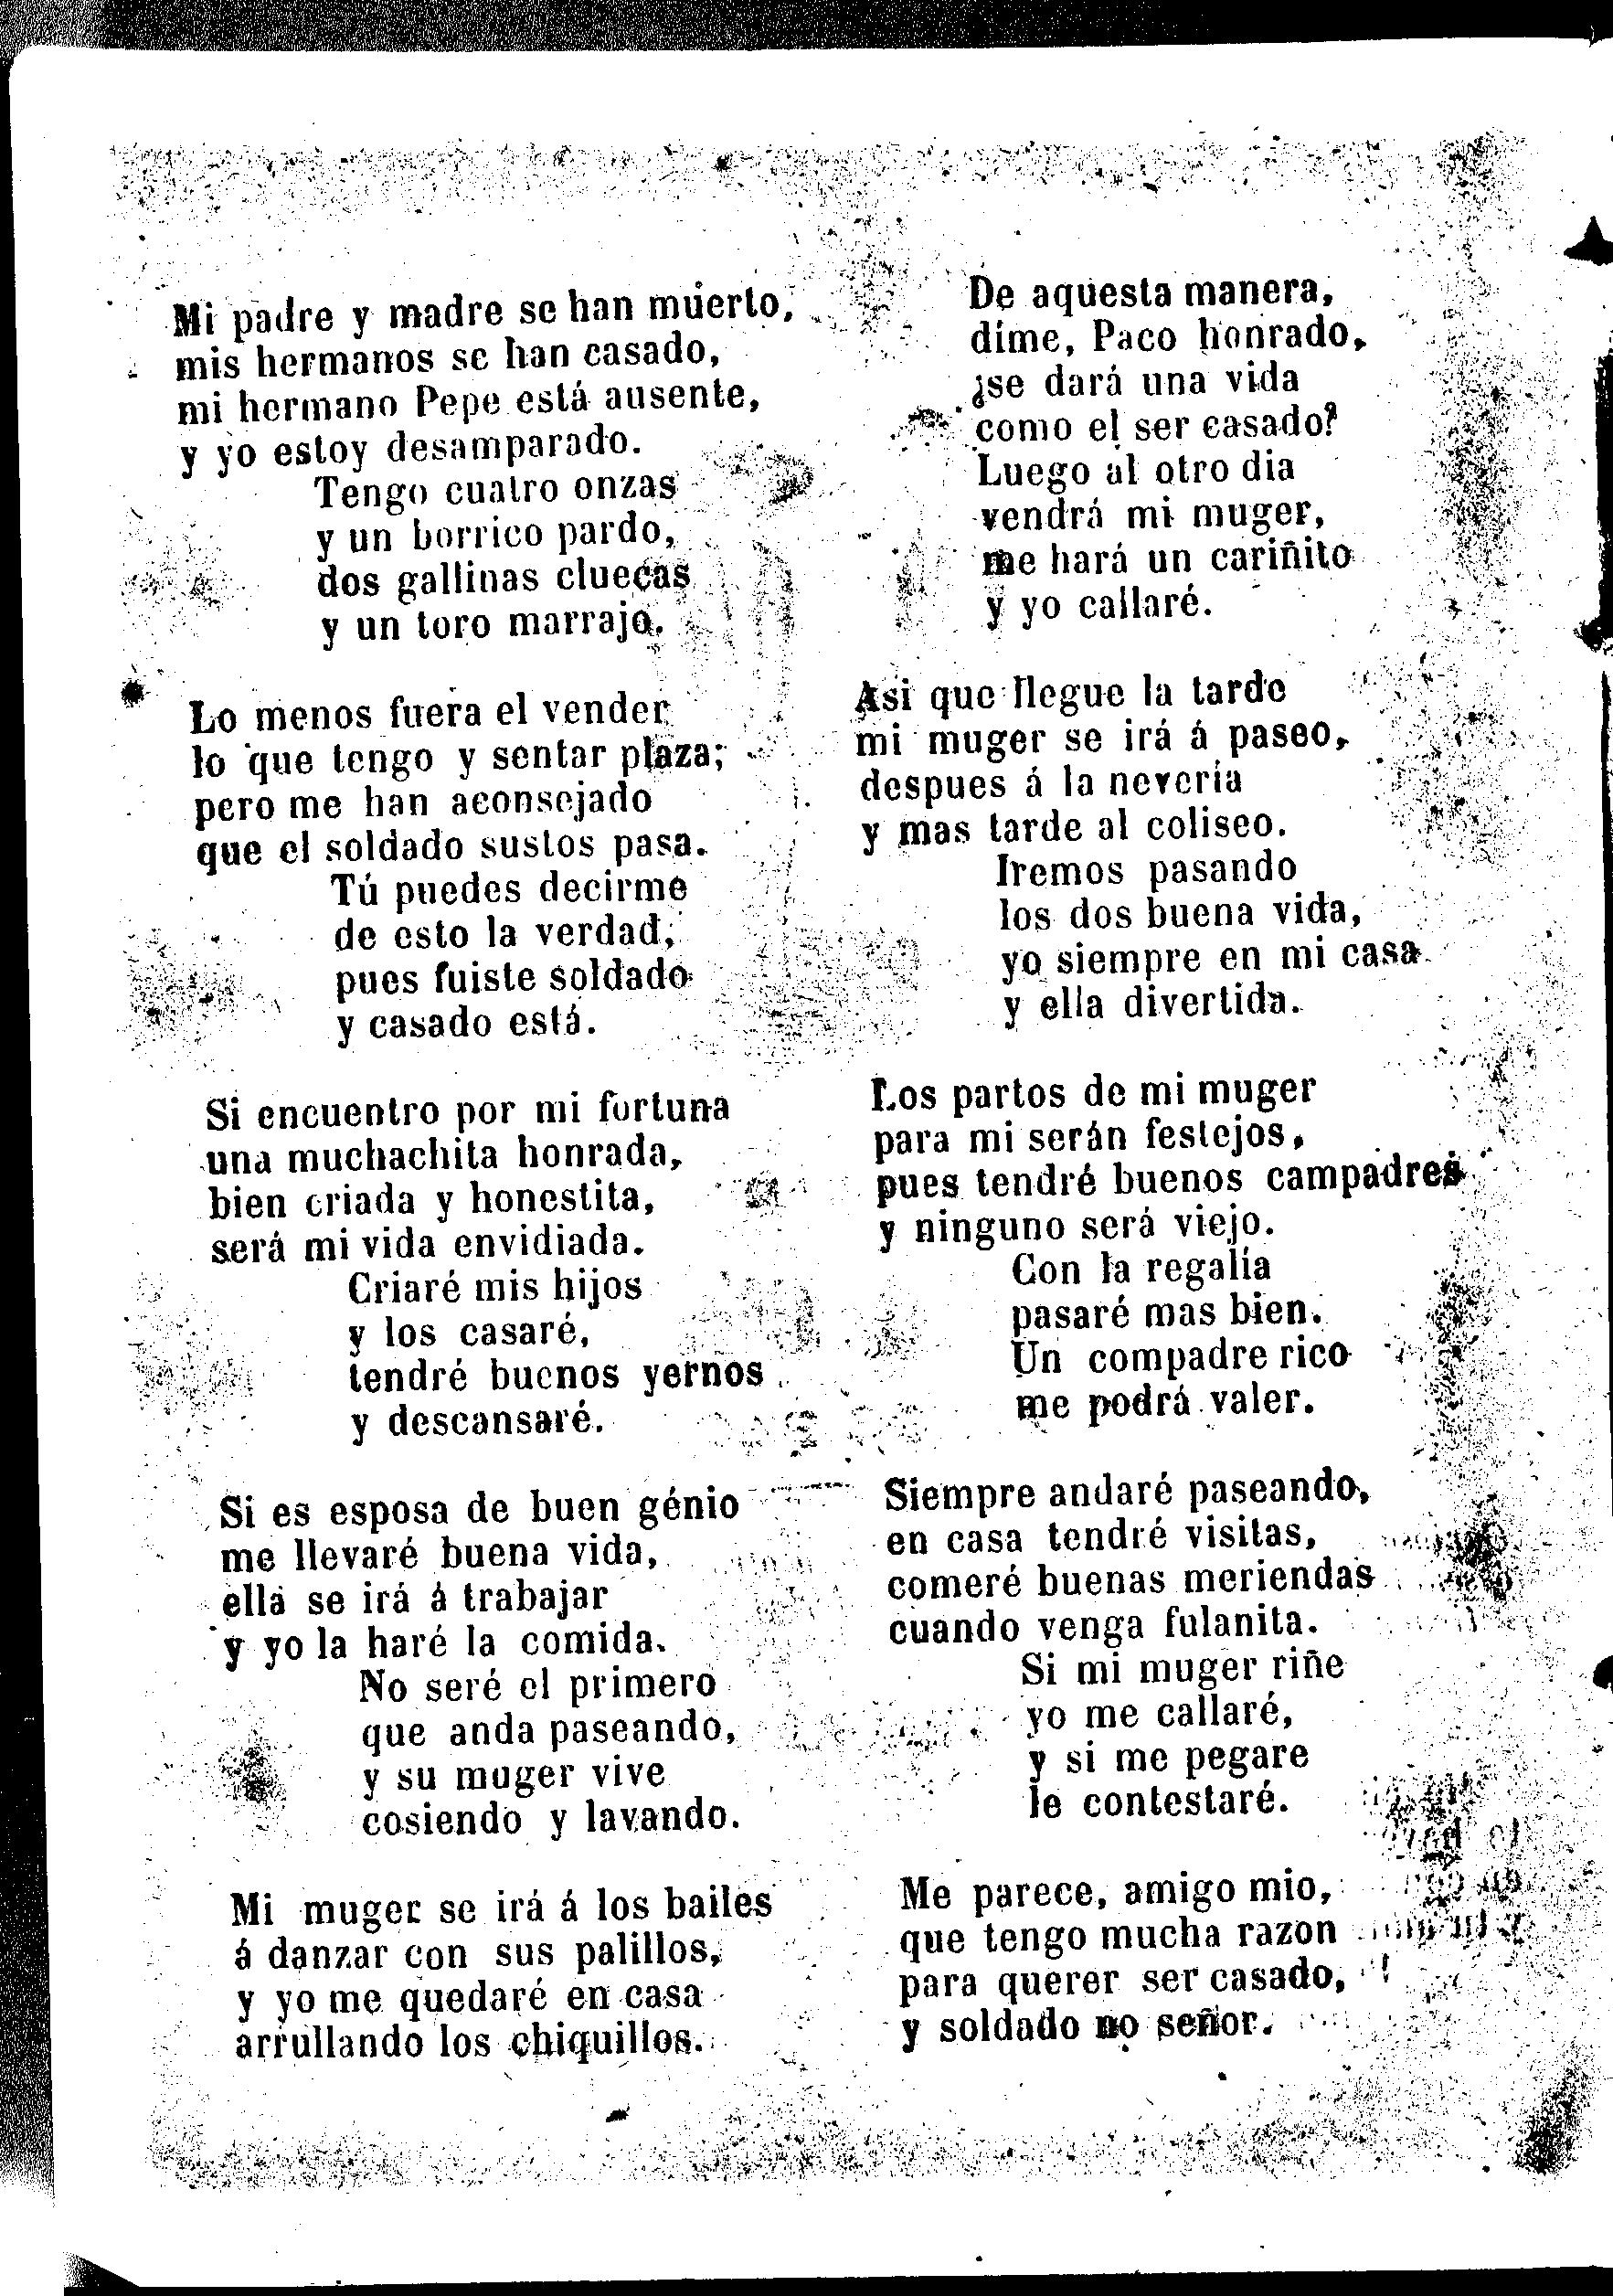 Mi padre y madre se han muerto,
mis hermanos se han casado,
mi hermano Pepe está ausente,
y yo estoy desamparado.
Tengo cuatro onzas
y un borrico pardo,
dos gallinas cluecas
y un toro marrajo.
Lo menos fuera el vender
lo que tengo y sentar plaza;
pero me han aconsejado
que el soldado sustos pasa.
Tú puedes decirme
de esto la verdad,
pues fuiste soldado
y casado está.
Si encuentro por mi fortuna
una muchachita honrada,
bien criada y honestita,
será mi vida envidiada.
Criaré mis hijos
y los casaré,
tendré buenos yernos
y descansaré.
Si es esposa de buen génio
me llevaré buena vida,
ella se irá á trabajar
y yo la haré la comida.
No seré el primero
que anda paseando,
y su muger vive
cosiendo y lavando.
Mi muger se irá á los bailes
á danzar con sus palillos,
y yo me quedaré en casa
arrullando los chiquillos.
De aquesta manera,
dime, Paco honrado,
¿se dará una vida
como el ser casado?
Luego al otro dia
vendrá mi muger,
me hará un cariñito
y yo callaré.
Asi que llegue la tarde
mi muger se irá á paseo,
despues á la nevería
y mas tarde al coliseo.
Iremos pasando
los dos buena vida,
yo siempre en mi casa
y ella divertida.
Los partos de mi muger
para mi serán festejos,
pues tendré buenos campadres
y ninguno será viejo.
Con la regalía
pasaré mas bien.
Un compadre rico
me podrá valer.
Siempre andaré paseando,
en casa tendré visitas,
comeré buenas meriendas
cuando venga fulanita.
Si mi muger riñe
yo me callaré,
y si me pegare
le contestaré.
Me parece, amigo mio,
que tengo mucha razon
para querer ser casado,
y soldado no señor.